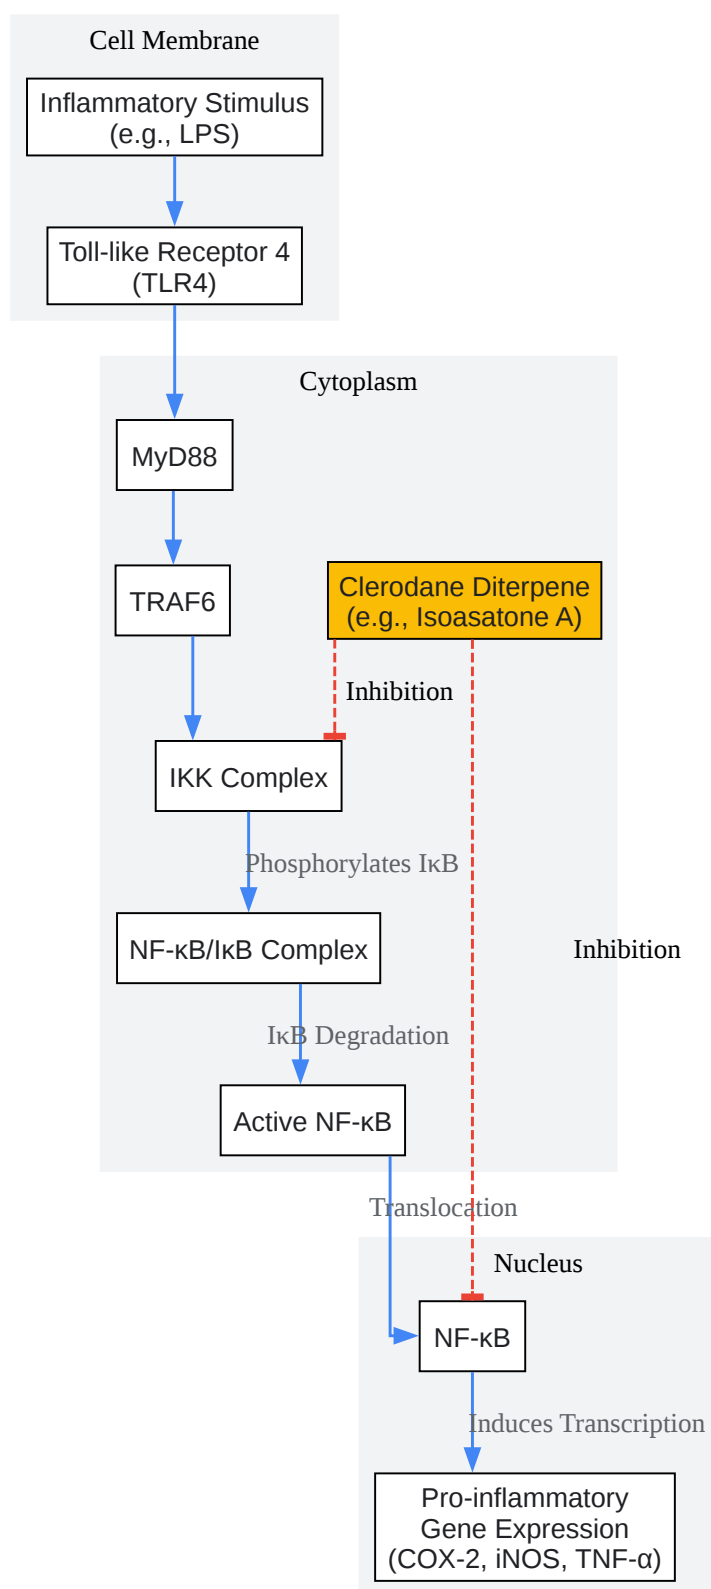 Cell Membrane
Inflammatory Stimulus
(e.g., LPS)
Toll-like Receptor 4
(TLR4)
Cytoplasm
MyD88
TRAF6
Clerodane Diterpene
(e.g., Isoasatone A)
Inhibition
IKK Complex
Phosphorylates IκB
NF-κB/IκB Complex
Inhibition
IκB Degradation
Active NF-κB
Translocation
Nucleus
NF-κB
Induces Transcription
Pro-inflammatory
Gene Expression
(COX-2, iNOS, TNF-α)